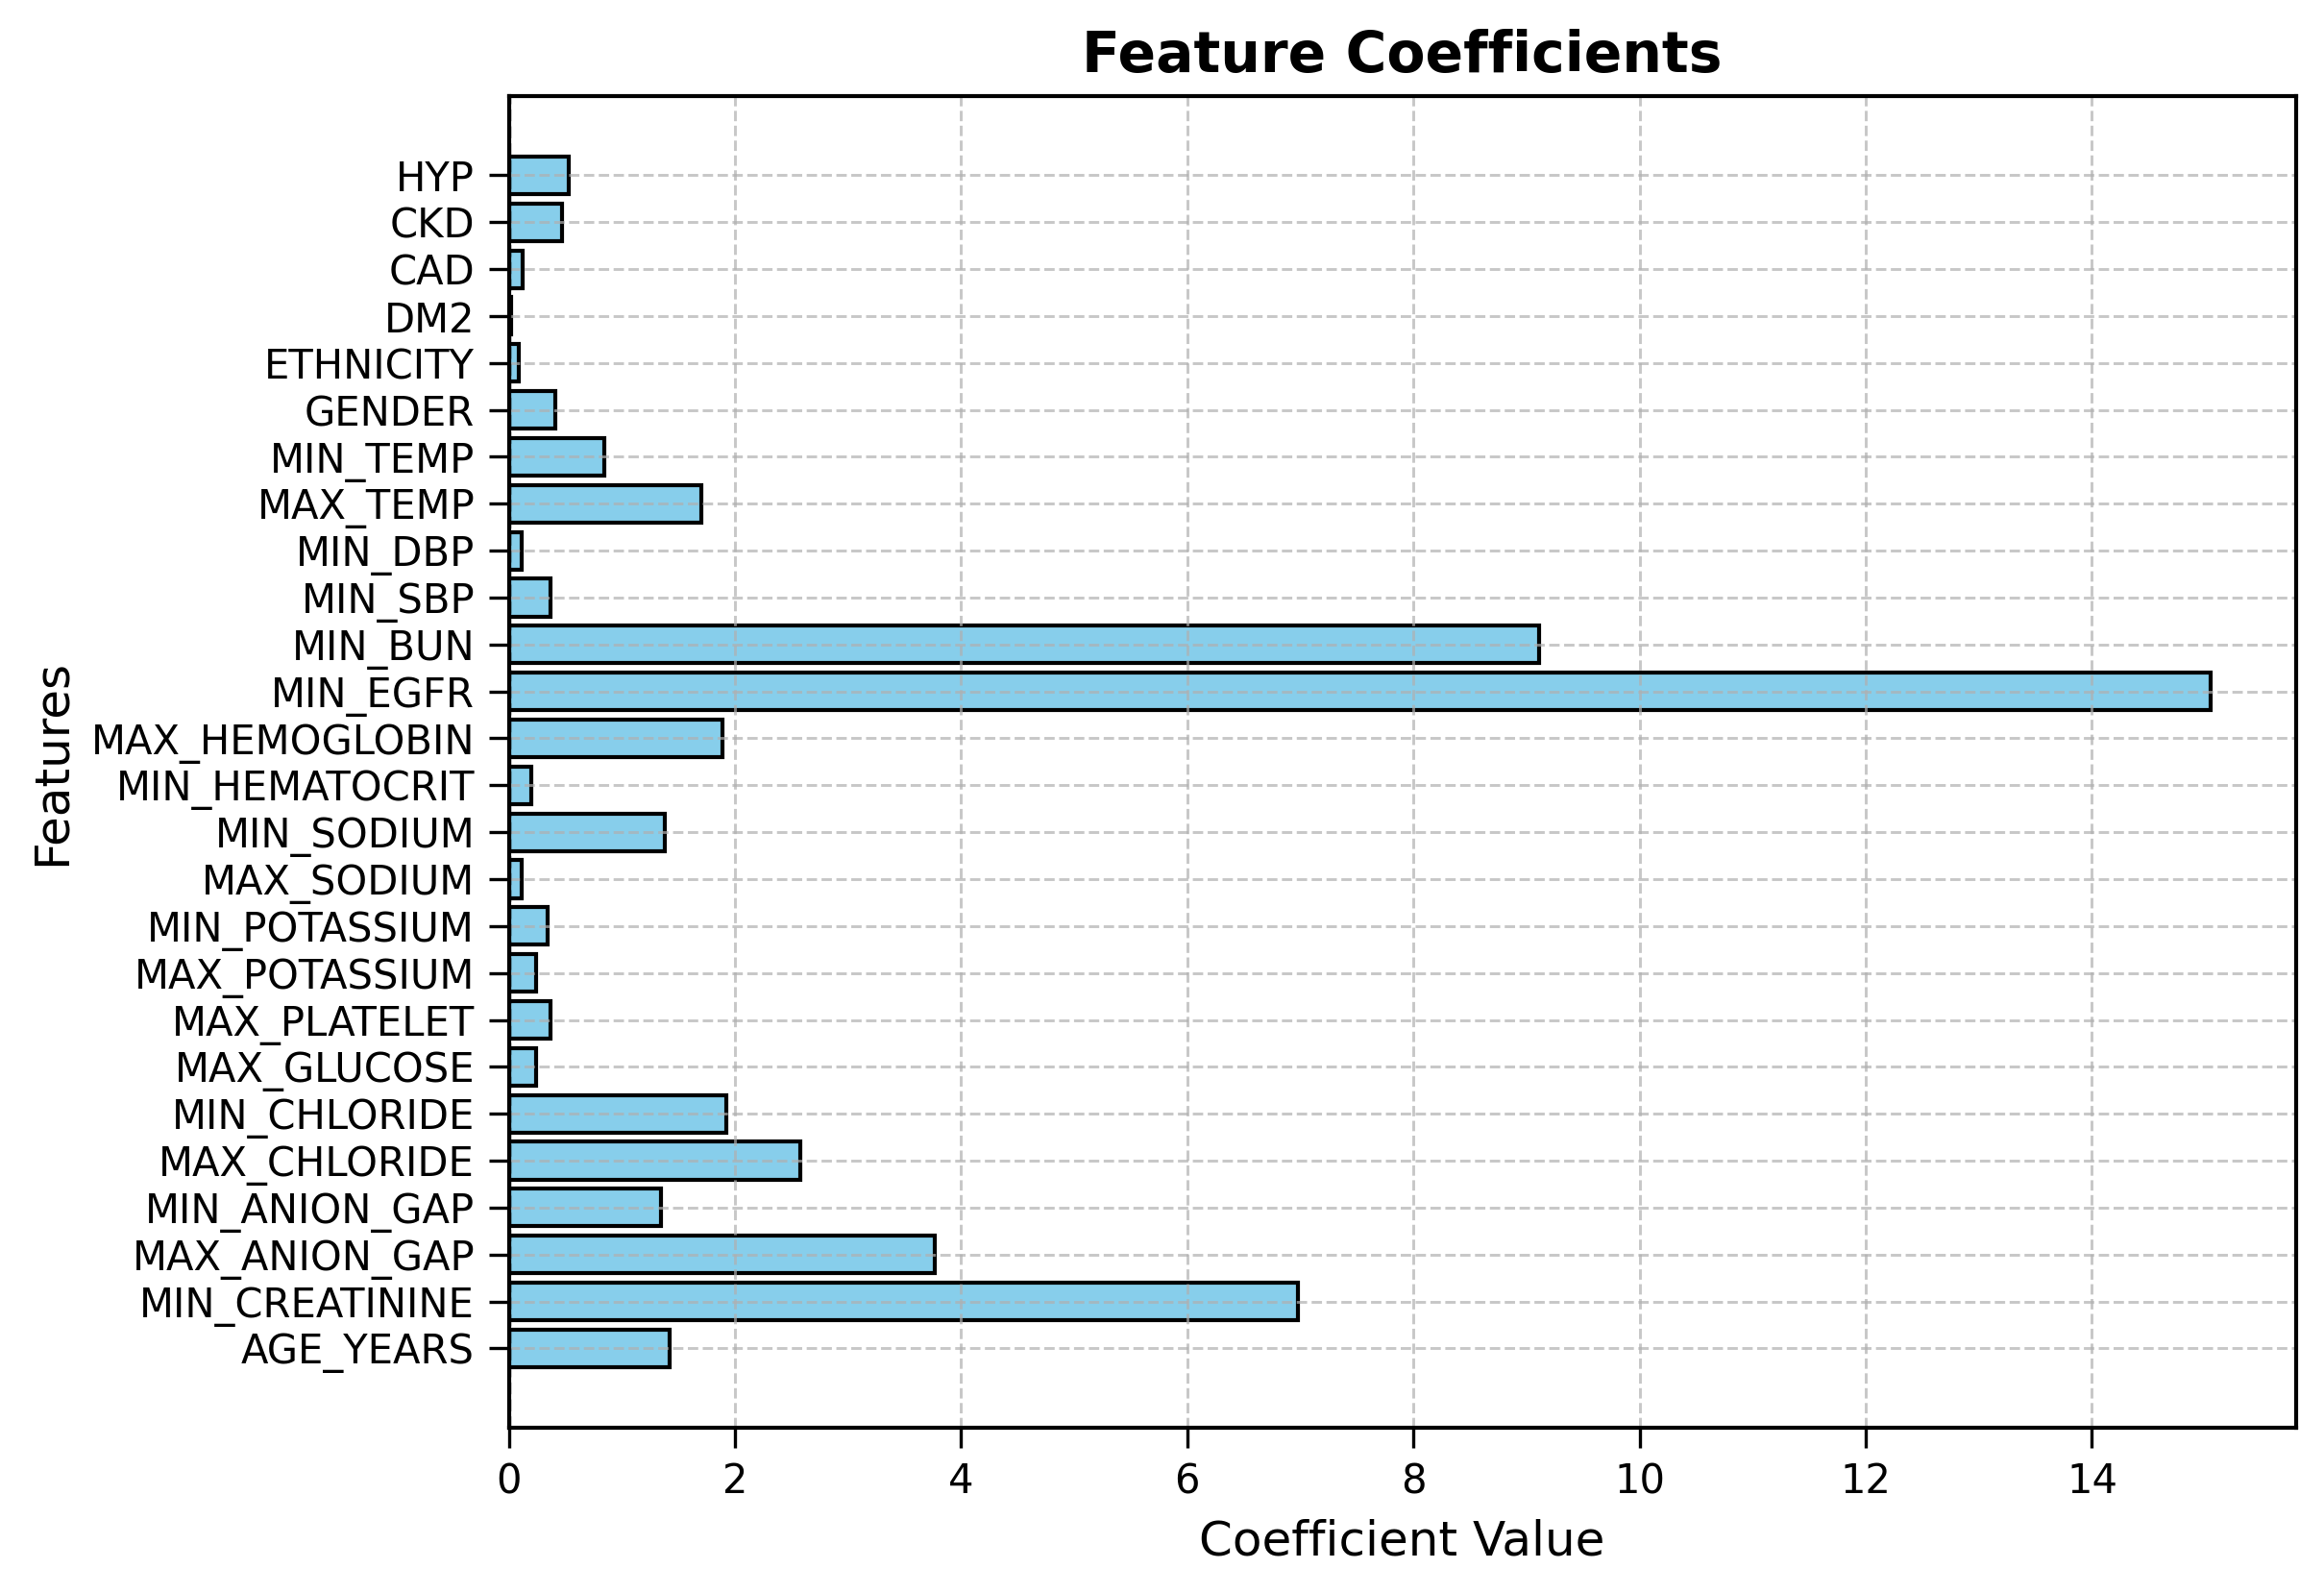 Feature Coefficients
HYP
CKD
CAD
DM2
ETHNICITY
GENDER
MIN_TEMP
MAX_TEMP
MIN_DBP
MIN_SBP
MIN_BUN
MIN_EGFR
MAX_HEMOGLOBIN
MIN_HEMATOCRIT
MIN_SODIUM
MAX_SODIUM
MIN_POTASSIUM
MAX_POTASSIUM
MAX_PLATELET
MAX_GLUCOSE
MIN_CHLORIDE
MAX_CHLORIDE
MIN_ANION_GAP
MAX_ANION_GAP
MIN_CREATININE
AGE_YEARS
Features
0 2 4 6 8 10 12 14
Coefficient Value